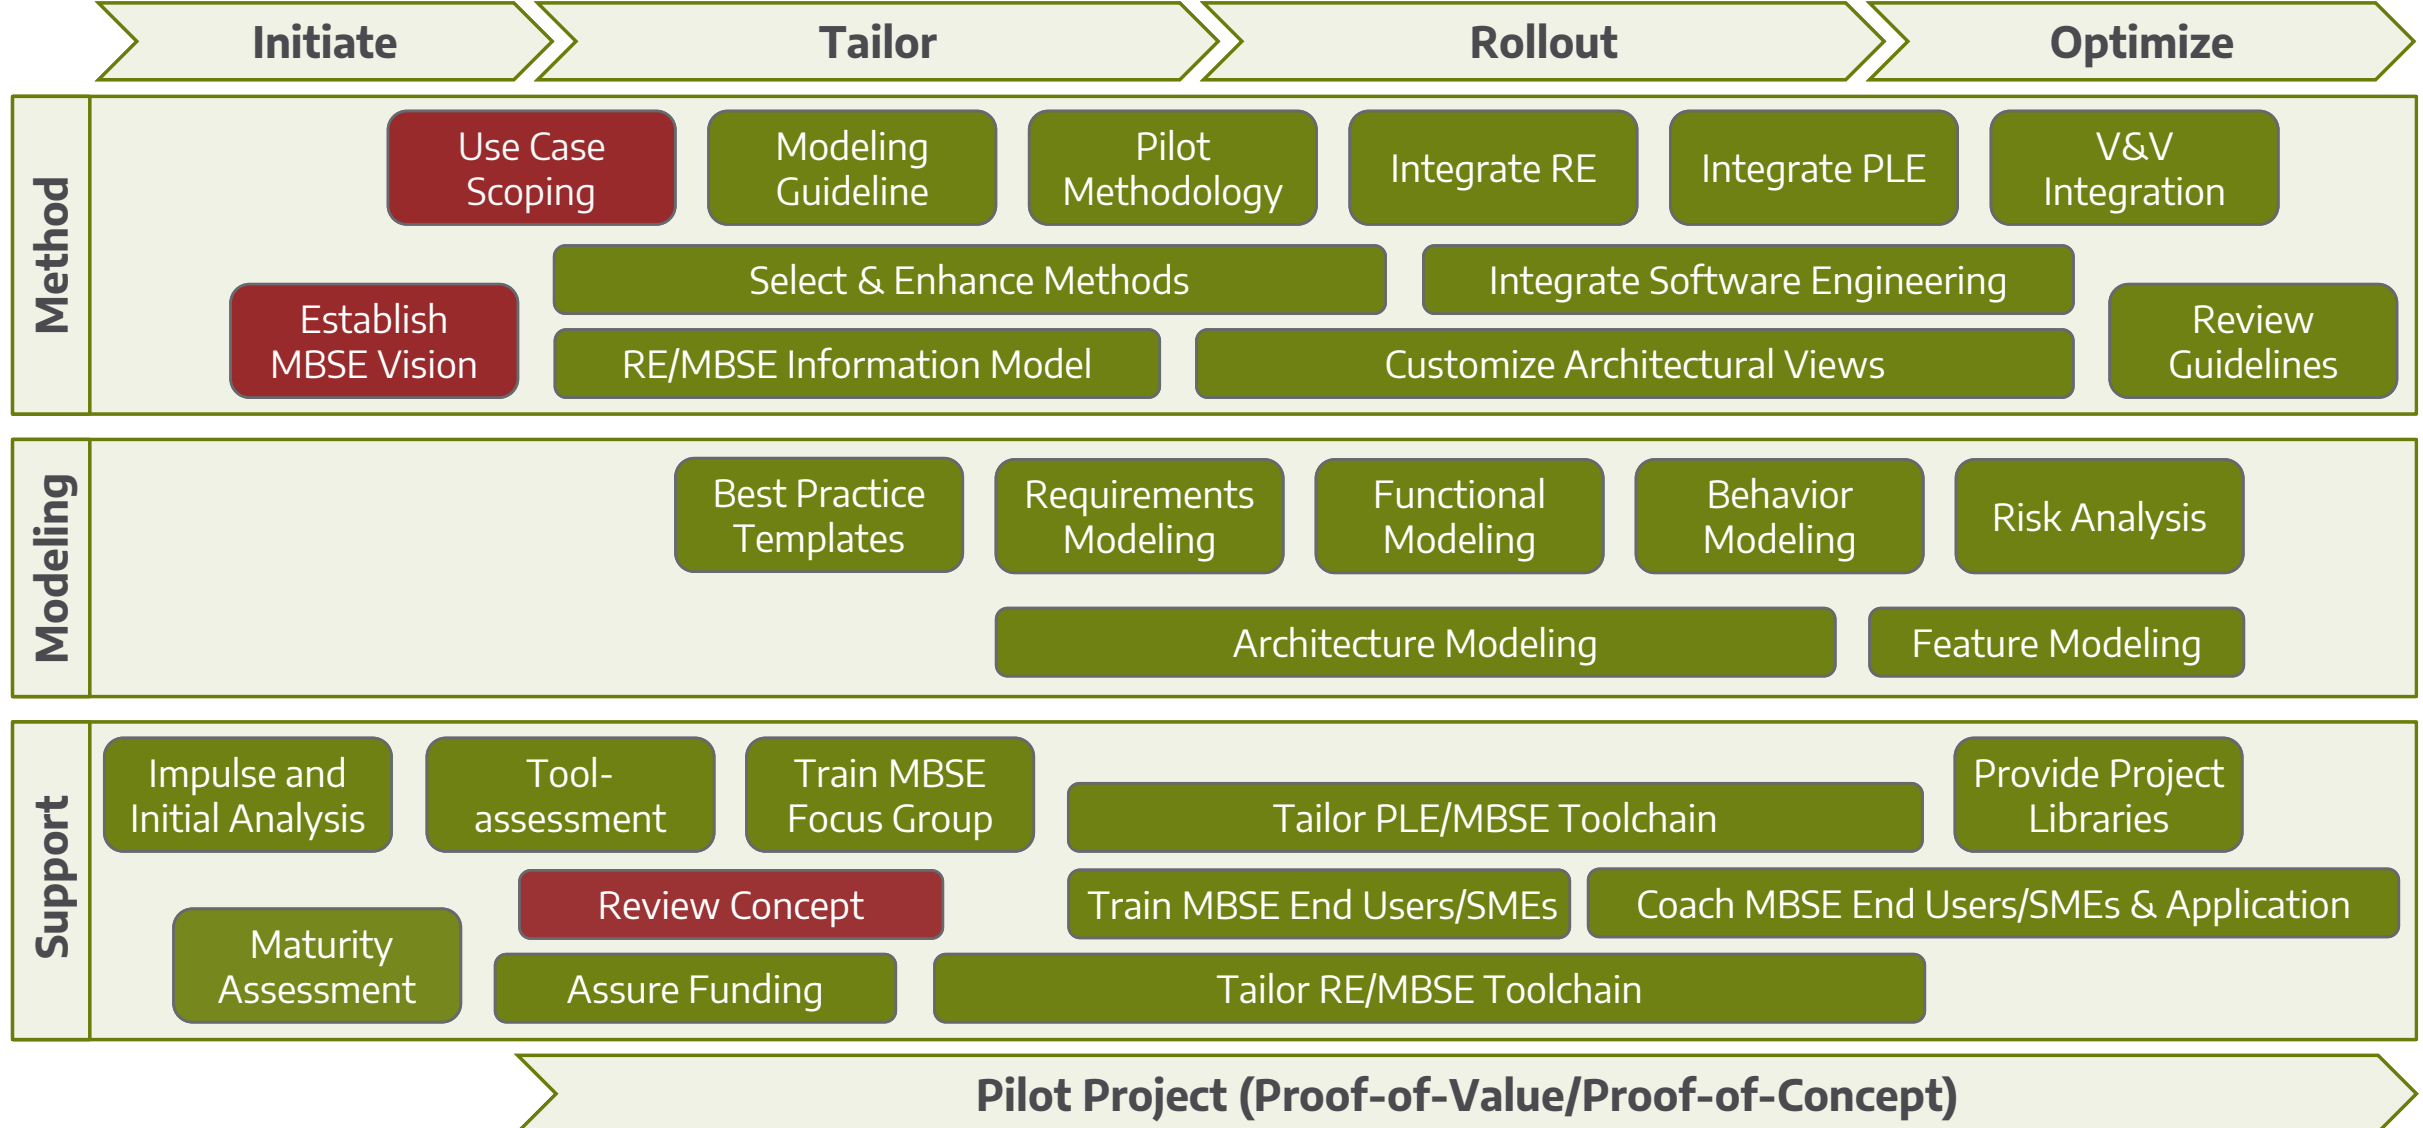 Initiate
Tailor
Rollout
Optimize
Method
Use Case
Scoping
Modeling
Guideline
Pilot
Methodology
Integrate RE
Integrate PLE
V&V
Integration
Select & Enhance Methods
Integrate Software Engineering
Establish
MBSE Vision
RE/MBSE Information Model
Customize Architectural Views
Review
Guidelines
Modeling
Best Practice
Templates
Requirements
Modeling
Functional
Modeling
Behavior
Modeling
Risk Analysis
Architecture Modeling
Feature Modeling
Support
Impulse and
Initial Analysis
Tool-
assessment
Train MBSE
Focus Group
Tailor PLE/MBSE Toolchain
Provide Project
Libraries
Review Concept
Train MBSE End Users/SMEs
Coach MBSE End Users/SMEs & Application
Maturity
Assessment
Assure Funding
Tailor RE/MBSE Toolchain
Pilot Project (Proof-of-Value/Proof-of-Concept)